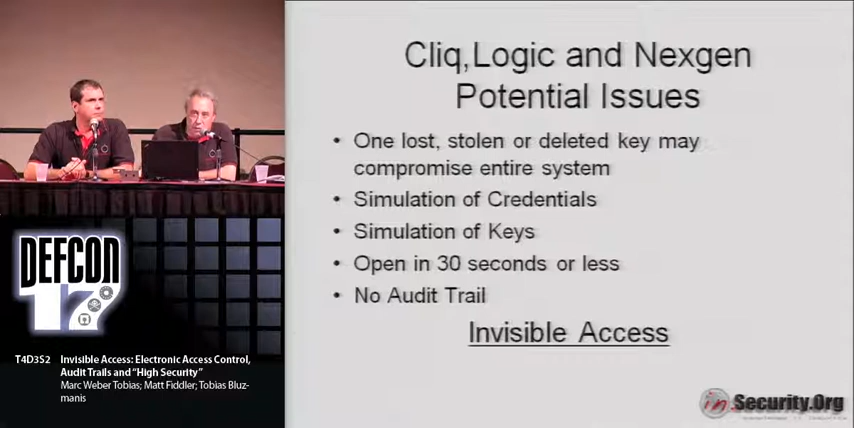 Cliq,Logic and Nexgen
Potential Issues
• One lost, stolen or deleted key may
compromise entire system
• Simulation of Credentials
• Simulation of Keys
• Open in 30 seconds or less
• No Audit Trail
Invisible Access
DEFCON
17
T4D3S2 Invisible Access: Electronic Access Control,
Audit Trails and "High Security"
Marc Weber Tobias; Matt Fiddler; Tobias Bluz-
manis
in.Security.Org